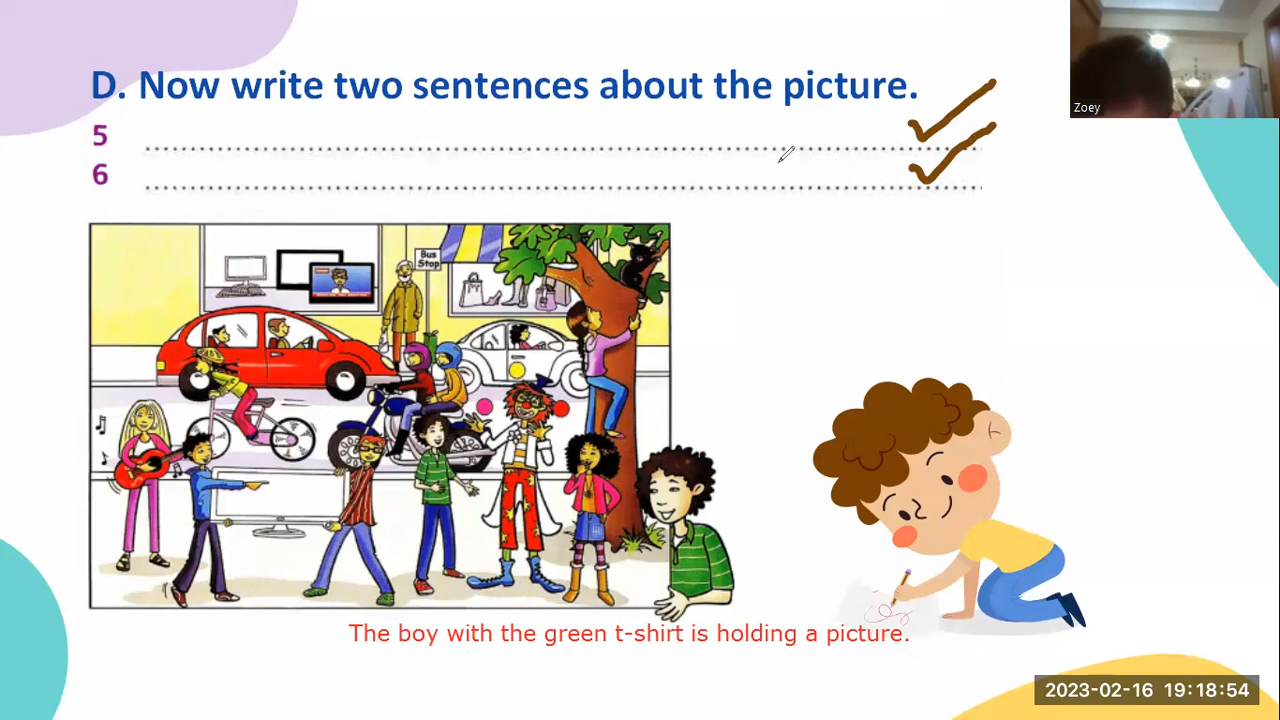 D. Now write two sentences about the picture.
5
6
Zoey
Bus
Stop
The boy with the green t-shirt is holding a picture.
2023-02-16 19:18:54